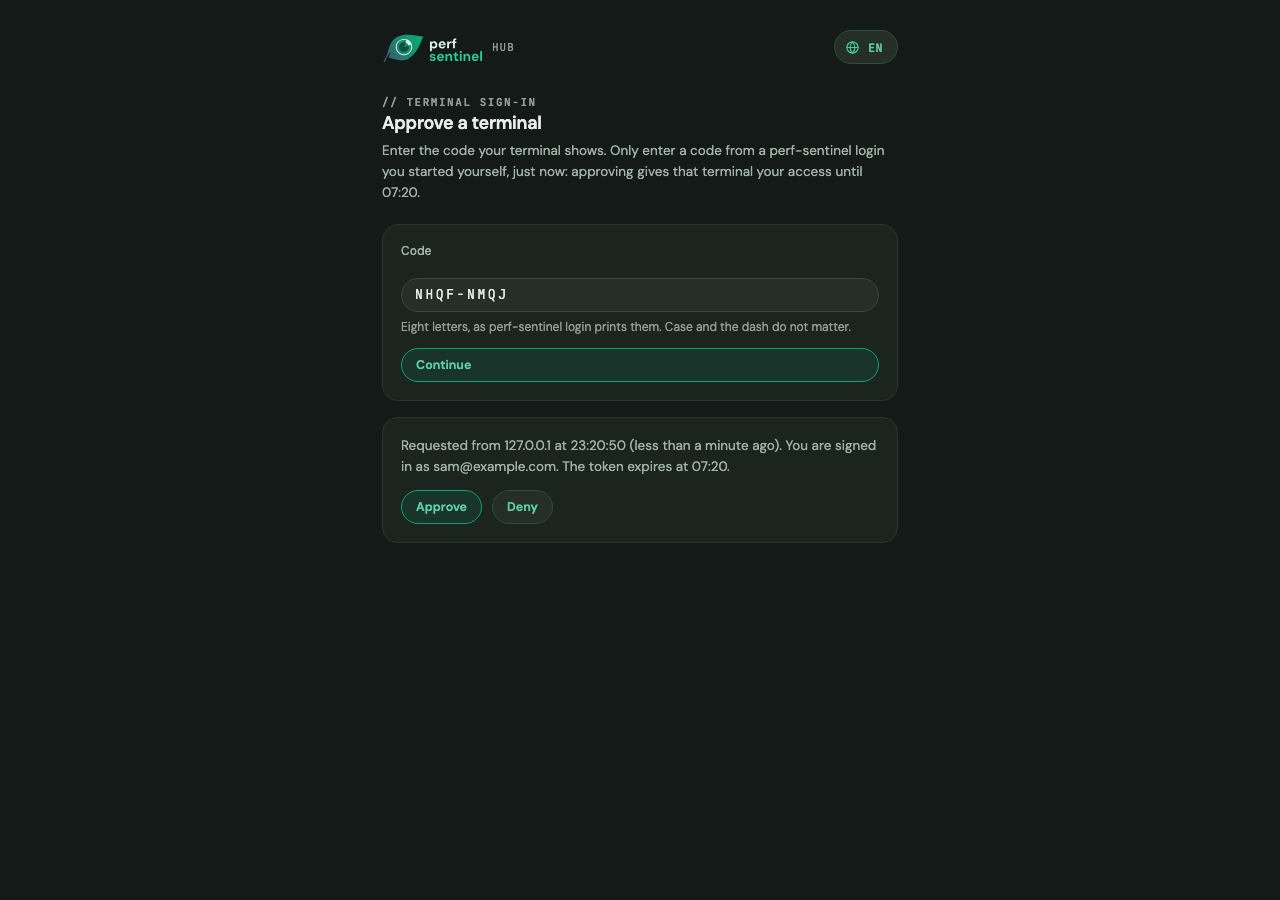 perf
sentinel
HUB
EN
// TERMINAL SIGN-IN
Approve a terminal
Enter the code your terminal shows. Only enter a code from a perf-sentinel login
you started yourself, just now: approving gives that terminal your access until
07:20.
Code
NHQF-NMQJ
Eight letters, as perf-sentinel login prints them. Case and the dash do not matter.
Continue
Requested from 127.0.0.1 at 23:20:50 (less than a minute ago). You are signed
in as sam@example.com. The token expires at 07:20.
Approve
Deny